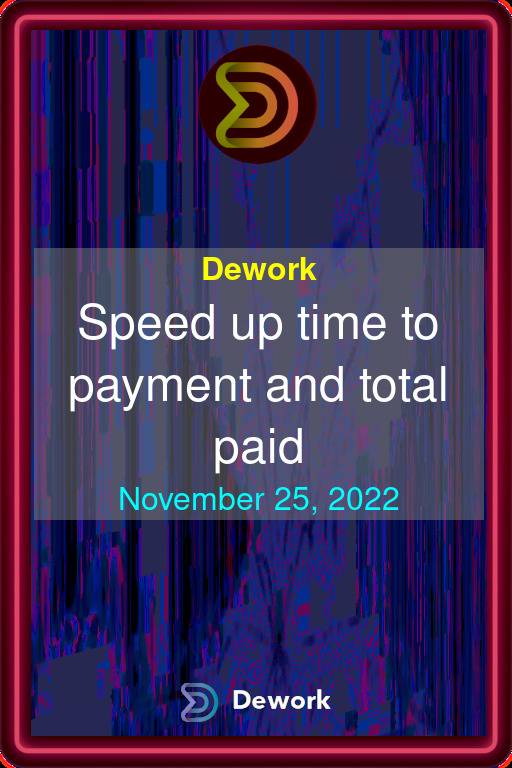 Dework
Speed up time to
payment and total
paid
November 25, 2022
Dework